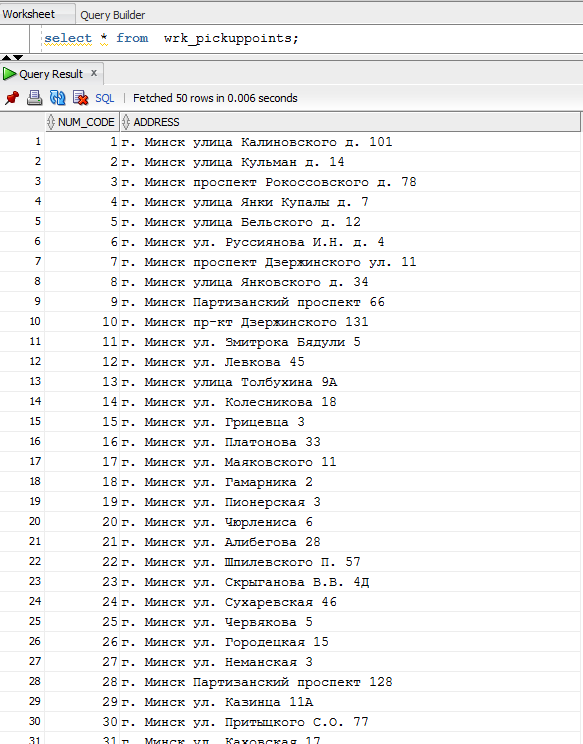 Worksheet Query Builder
select * from wrk_pickuppoints;
Query Result x
SQL | Fetched 50 rows in 0.006 seconds
NUM_CODE ADDRESS
1 1 г. Минск улица Калиновского д. 101
2 2 г. Минск улица Кульман д. 14
3 3 г. Минск проспект Рокоссовского д. 78
4 4 г. Минск улица Янки Купалы д. 7
5 5 г. Минск улица Бельского д. 12
6 6 г. Минск ул. Руссиянова И.Н. д. 4
7 7 г. Минск проспект Дзержинского ул. 11
8 8 г. Минск улица Янковского д. 34
9 9 г. Минск Партизанский проспект 66
10 10 г. Минск пр-кт Дзержинского 131
11 11 г. Минск ул. Змитрока Бядули 5
12 12 г. Минск ул. Левкова 45
13 13 г. Минск улица Толбухина 9А
14 14 г. Минск ул. Колесникова 18
15 15 г. Минск ул. Грицевца 3
16 16 г. Минск ул. Платонова 33
17 17 г. Минск ул. Маяковского 11
18 18 г. Минск ул. Гамарника 2
19 19 г. Минск ул. Пионерская 3
20 20 г. Минск ул. Чюрлениса 6
21 21 г. Минск ул. Алибегова 28
22 22 г. Минск ул. Шпилевского П. 57
23 23 г. Минск ул. Скрыганова В.В. 4Д
24 24 г. Минск ул. Сухаревская 46
25 25 г. Минск ул. Червякова 5
26 26 г. Минск ул. Городецкая 15
27 27 г. Минск ул. Неманская 3
28 28 г. Минск Партизанский проспект 128
29 29 г. Минск ул. Казинца 11А
30 30 г. Минск ул. Притыцкого С.О. 77
31 31 г. Минск ул. Каховская 17